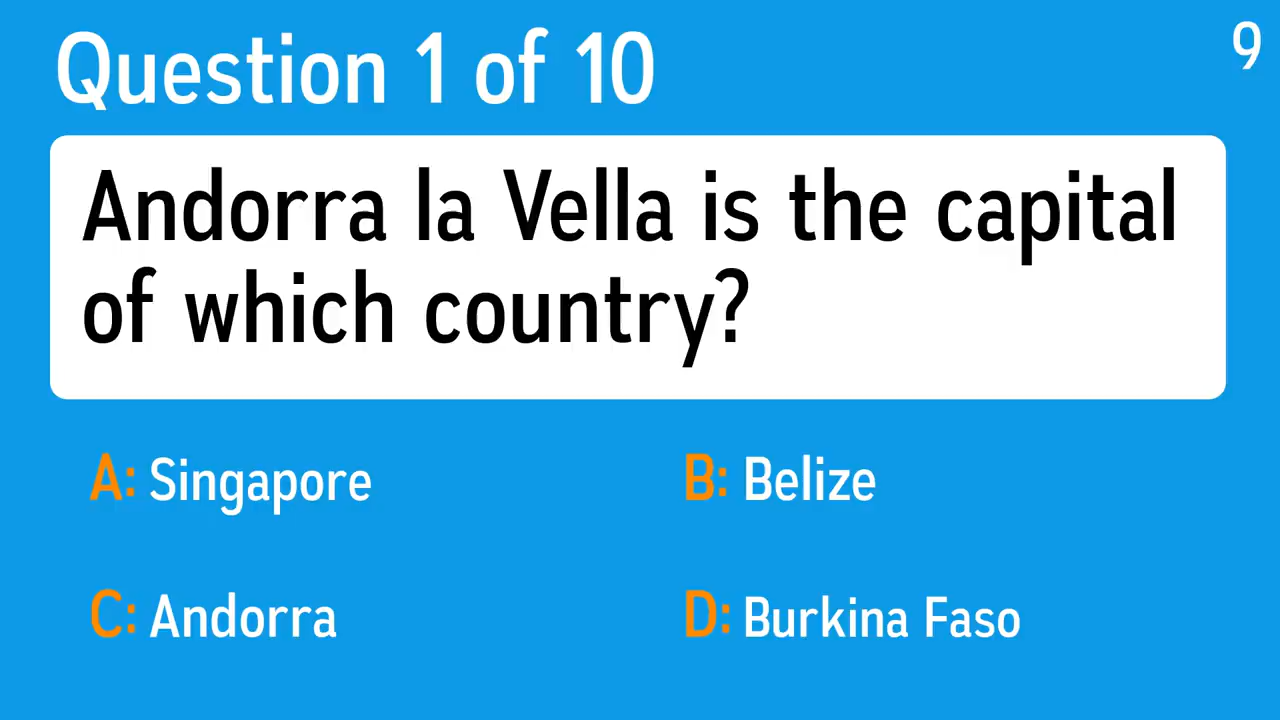 Question 1 of 10
9
Andorra la Vella is the capital
of which country?
A: Singapore
B: Belize
C: Andorra
D: Burkina Faso